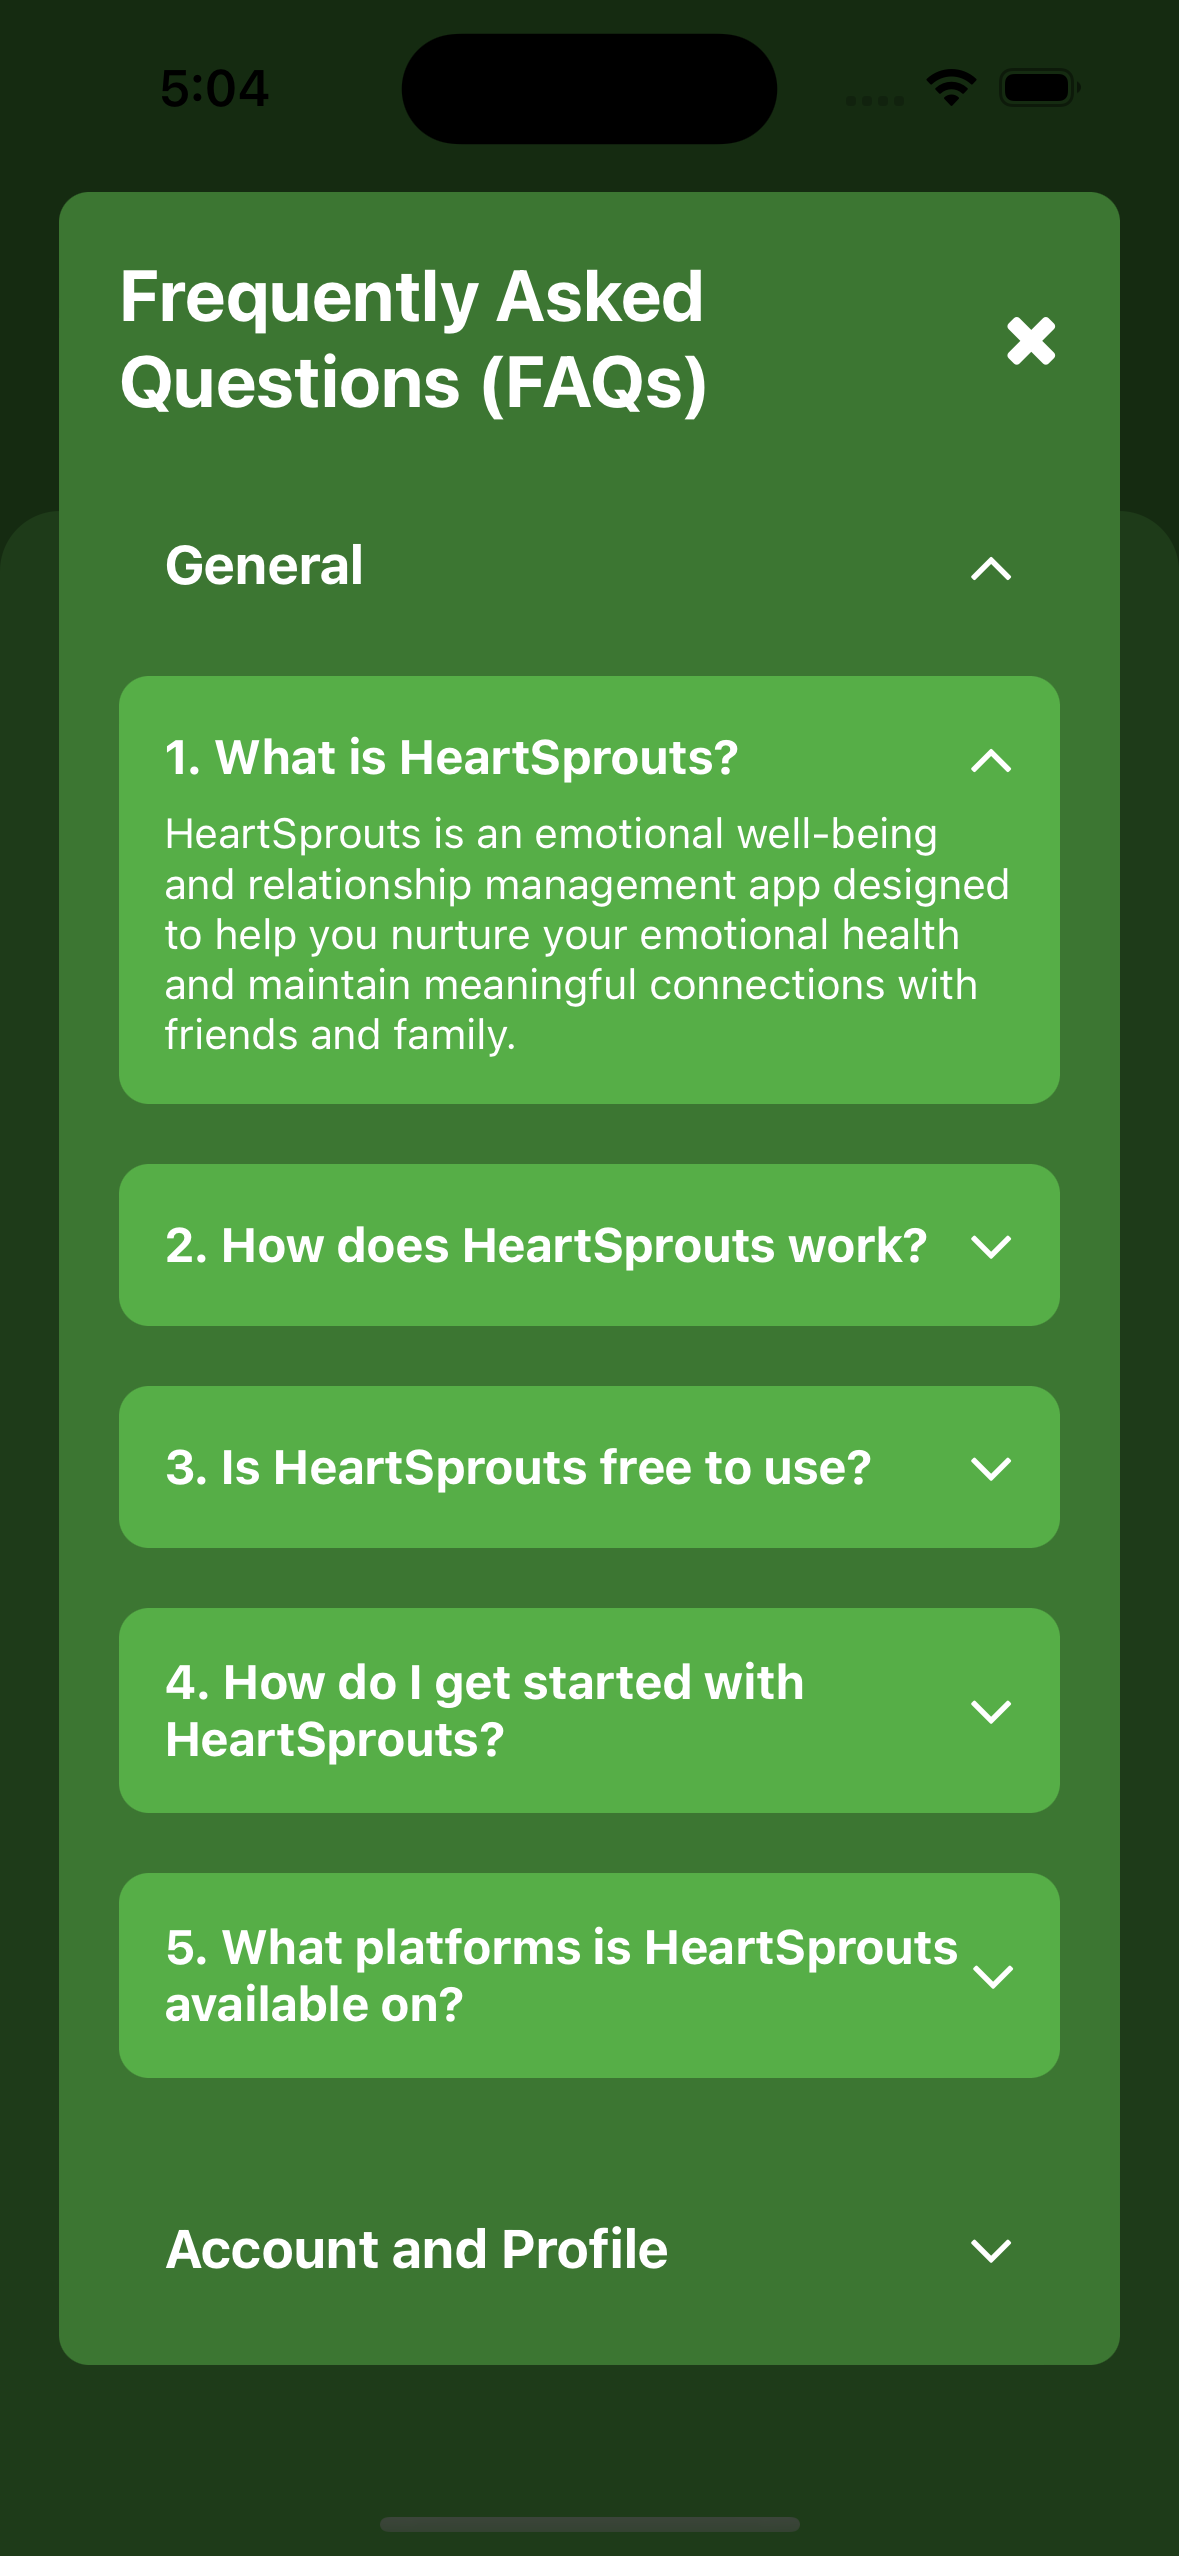 5:04
Frequently Asked
Questions (FAQs)
General
1. What is HeartSprouts?
HeartSprouts is an emotional well-being
and relationship management app designed
to help you nurture your emotional health
and maintain meaningful connections with
friends and family.
2. How does HeartSprouts work?
3. Is HeartSprouts free to use?
4. How do I get started with
HeartSprouts?
5. What platforms is HeartSprouts
available on?
Account and Profile